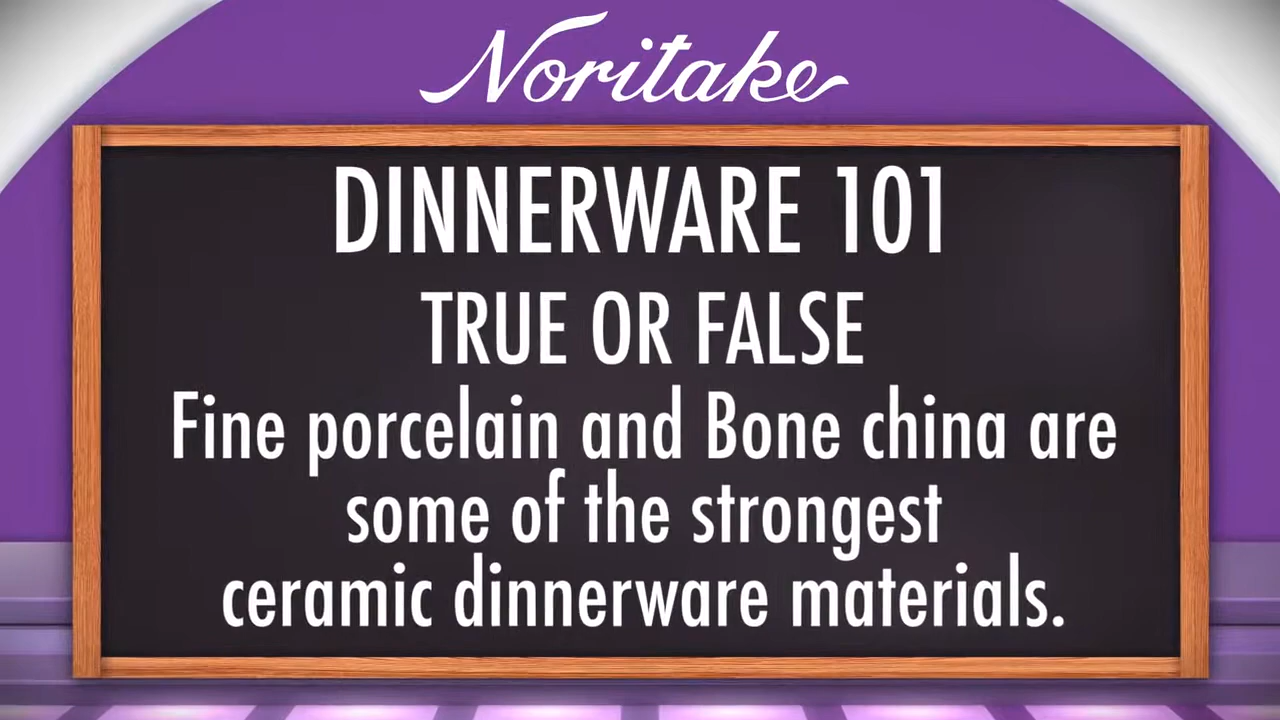 Noritake
DINNERWARE 101
TRUE OR FALSE
Fine porcelain and Bone china are
some of the strongest
ceramic dinnerware materials.